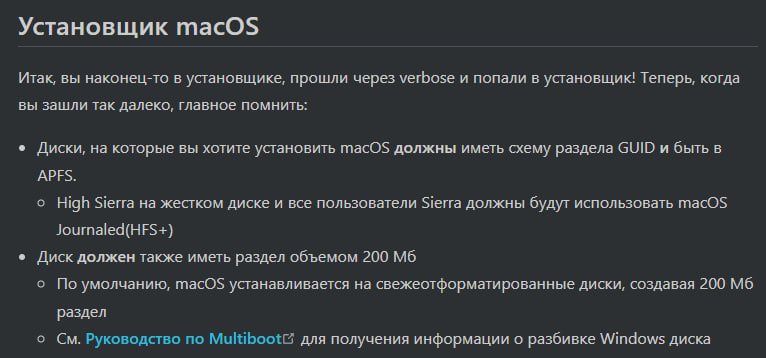 Установщик macOS
Итак, вы наконец-то в установщике, прошли через verbose и попали в установщик! Теперь, когда
вы зашли так далеко, главное помнить:
• Диски, на которые вы хотите установить macOS должны иметь схему раздела GUID и быть в
APFS.
◦ High Sierra на жестком диске и все пользователи Sierra должны будут использовать macOS
Journaled(HFS+)
• Диск должен также иметь раздел объемом 200 Мб
◦ По умолчанию, macOS устанавливается на свежеотформатированные диски, создавая 200 Мб
раздел
◦ См. Руководство по Multiboot для получения информации о разбивке Windows диска